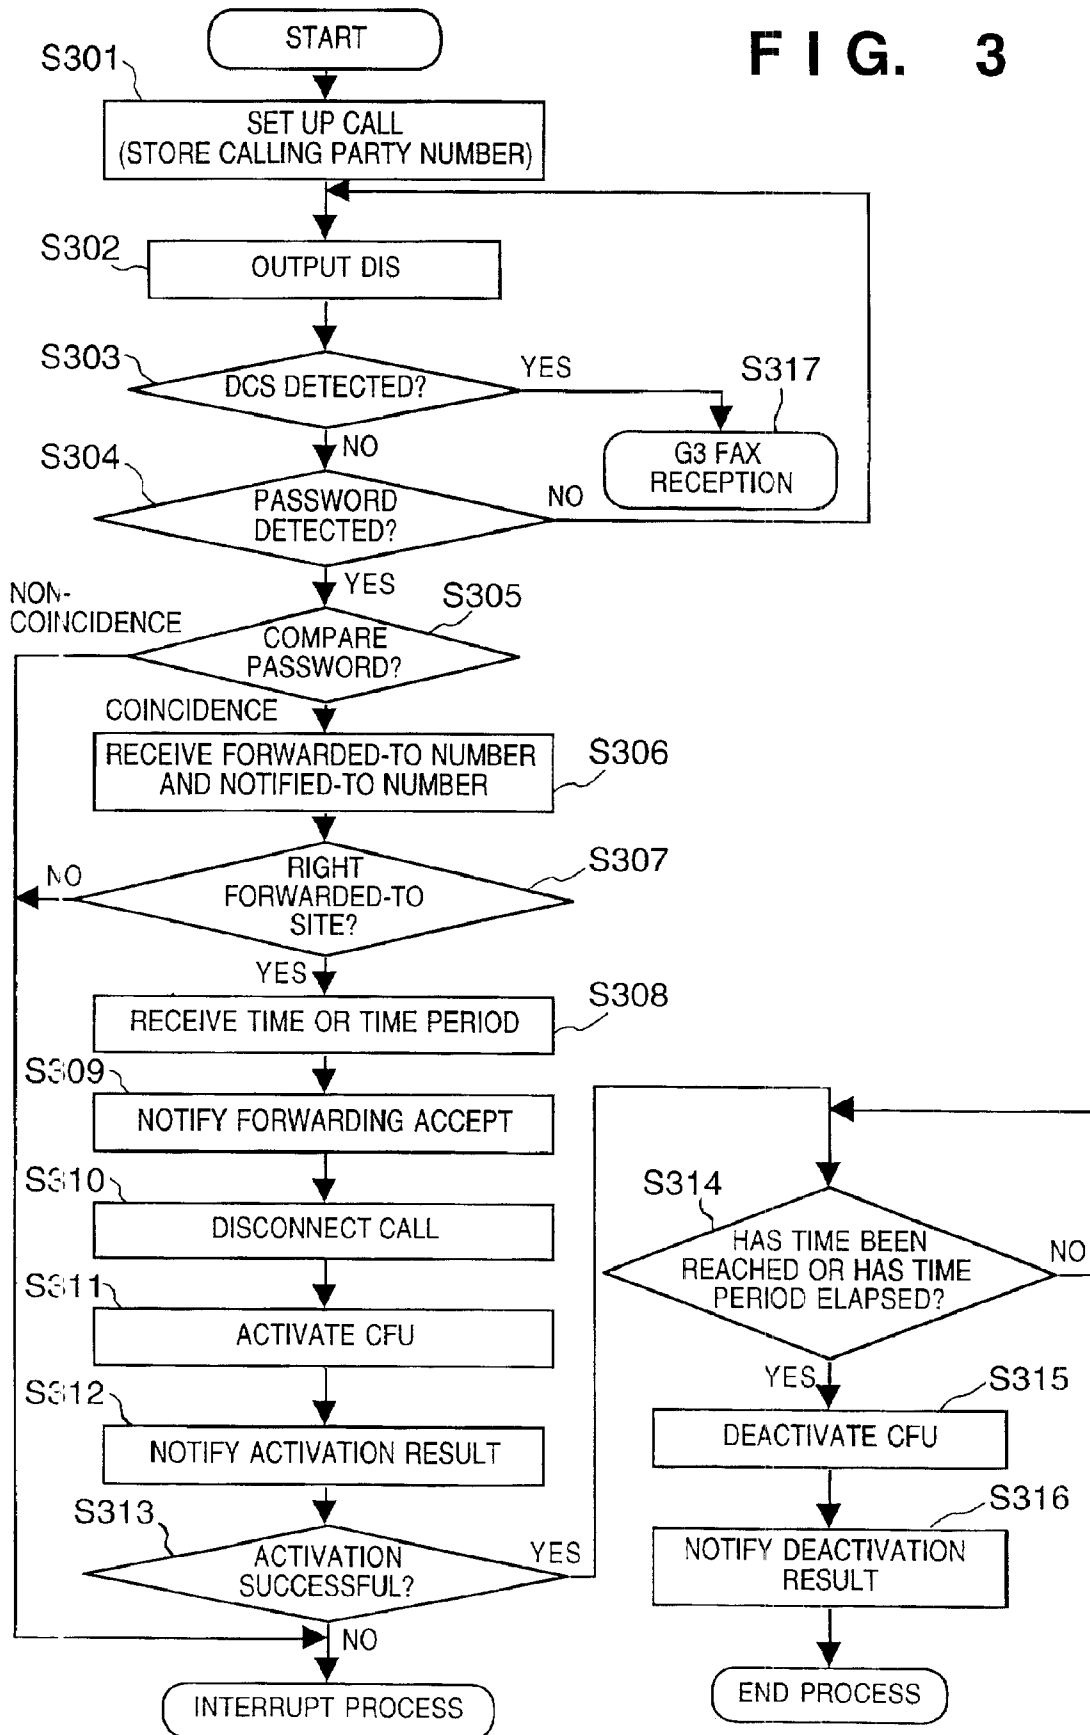 START
FIG. 3
S301
SET UP CALL
(STORE CALLING PARTY NUMBER)
S302
OUTPUT DIS
S303
DCS DETECTED?
YES
S317
G3 FAX
RECEPTION
NO
S304
PASSWORD
DETECTED?
NO
YES
NON-
COINCIDENCE
S305
COMPARE
PASSWORD?
COINCIDENCE
RECEIVE FORWARDED-TO NUMBER
AND NOTIFIED-TO NUMBER
S306
NO
RIGHT
FORWARDED-TO
SITE?
S307
YES
S308
RECEIVE TIME OR TIME PERIOD
S309
NOTIFY FORWARDING ACCEPT
S310
DISCONNECT CALL
S311
ACTIVATE CFU
S312
NOTIFY ACTIVATION RESULT
S313
ACTIVATION
SUCCESSFUL?
YES
NO
INTERRUPT PROCESS
S314
HAS TIME BEEN
REACHED OR HAS TIME
PERIOD ELAPSED?
NO
YES
S315
DEACTIVATE CFU
S316
NOTIFY DEACTIVATION
RESULT
END PROCESS